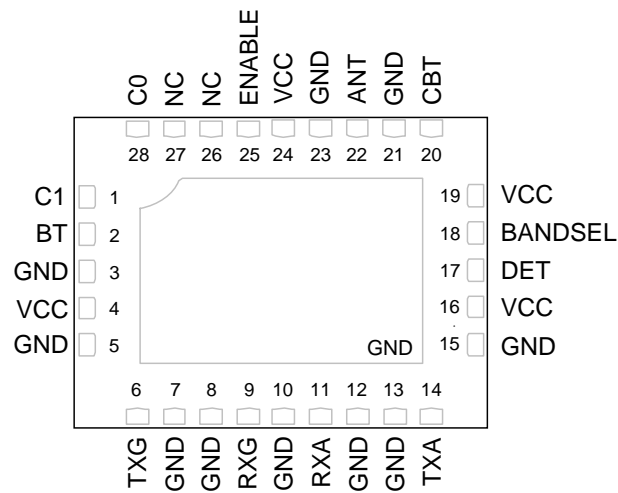 C0 NC NC ENABLE VCC GND ANT GND CBT
28 27 26 25 24 23 22 21 20
C1 1 19 VCC
BT 2 18 BANDSEL
GND 3 17 DET
VCC 4 16 VCC
GND 5 GND 15 GND
6 7 8 9 10 11 12 13 14
TXG GND GND RXG GND RXA GND GND TXA